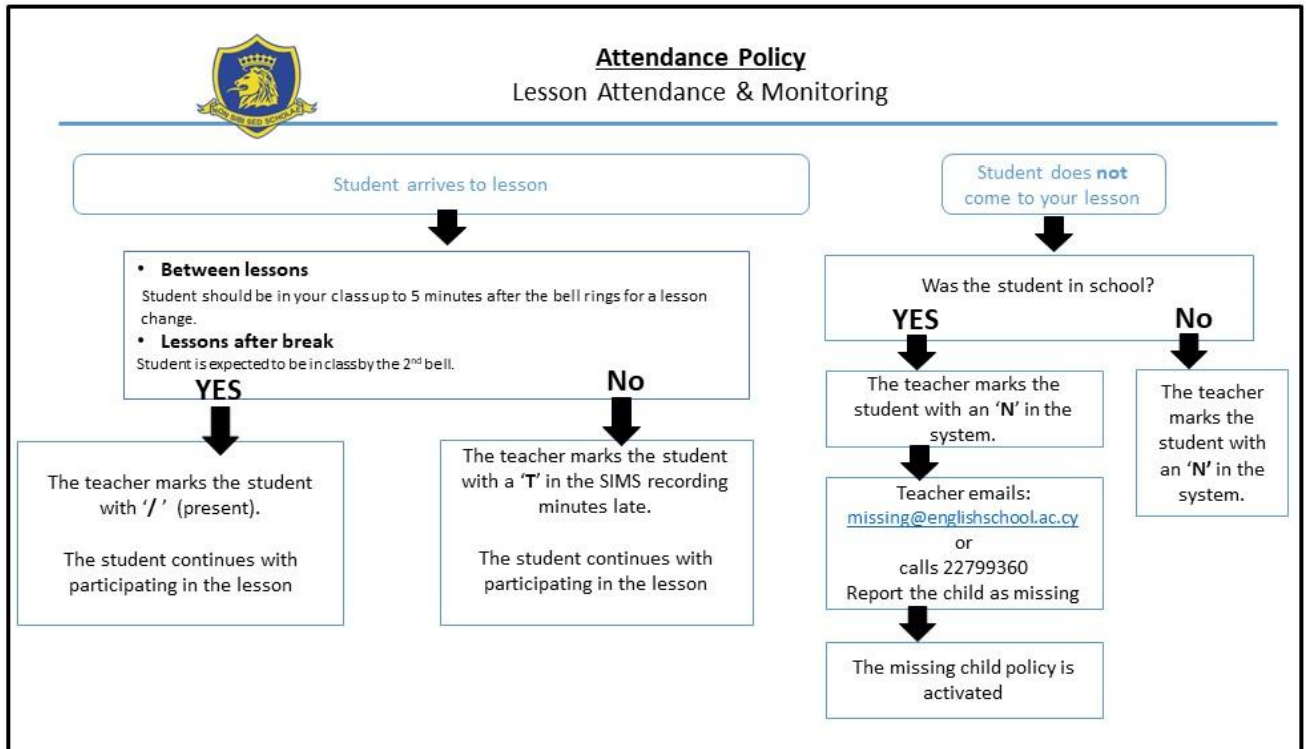 Attendance Policy
Lesson Attendance & Monitoring
NON SIBI SED SCHOLAE
Student arrives to lesson
• Between lessons
Student should be in your class up to 5 minutes after the bell rings for a lesson
change.
• Lessons after break
Student is expected to be in classby the 2nd bell.
YES
No
The teacher marks the student
with ‘/ ’ (present).
The student continues with
participating in the lesson
The teacher marks the student
with a ‘T’ in the SIMS recording
minutes late.
The student continues with
participating in the lesson
Student does not
come to your lesson
Was the student in school?
YES
No
The teacher marks the
student with an ‘N’ in the
system.
Teacher emails:
missing@englishschool.ac.cy
or
calls 22799360
Report the child as missing
The missing child policy is
activated
The teacher
marks the
student with
an ‘N’ in the
system.